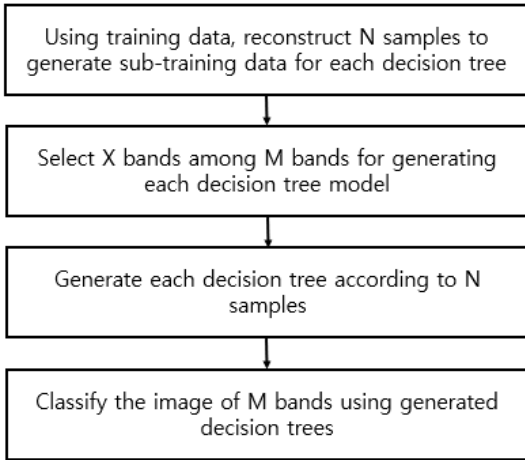 Using training data, reconstruct N samples to
generate sub-training data for each decision tree
Select X bands among M bands for generating
each decision tree model
Generate each decision tree according to N
samples
Classify the image of M bands using generated
decision trees